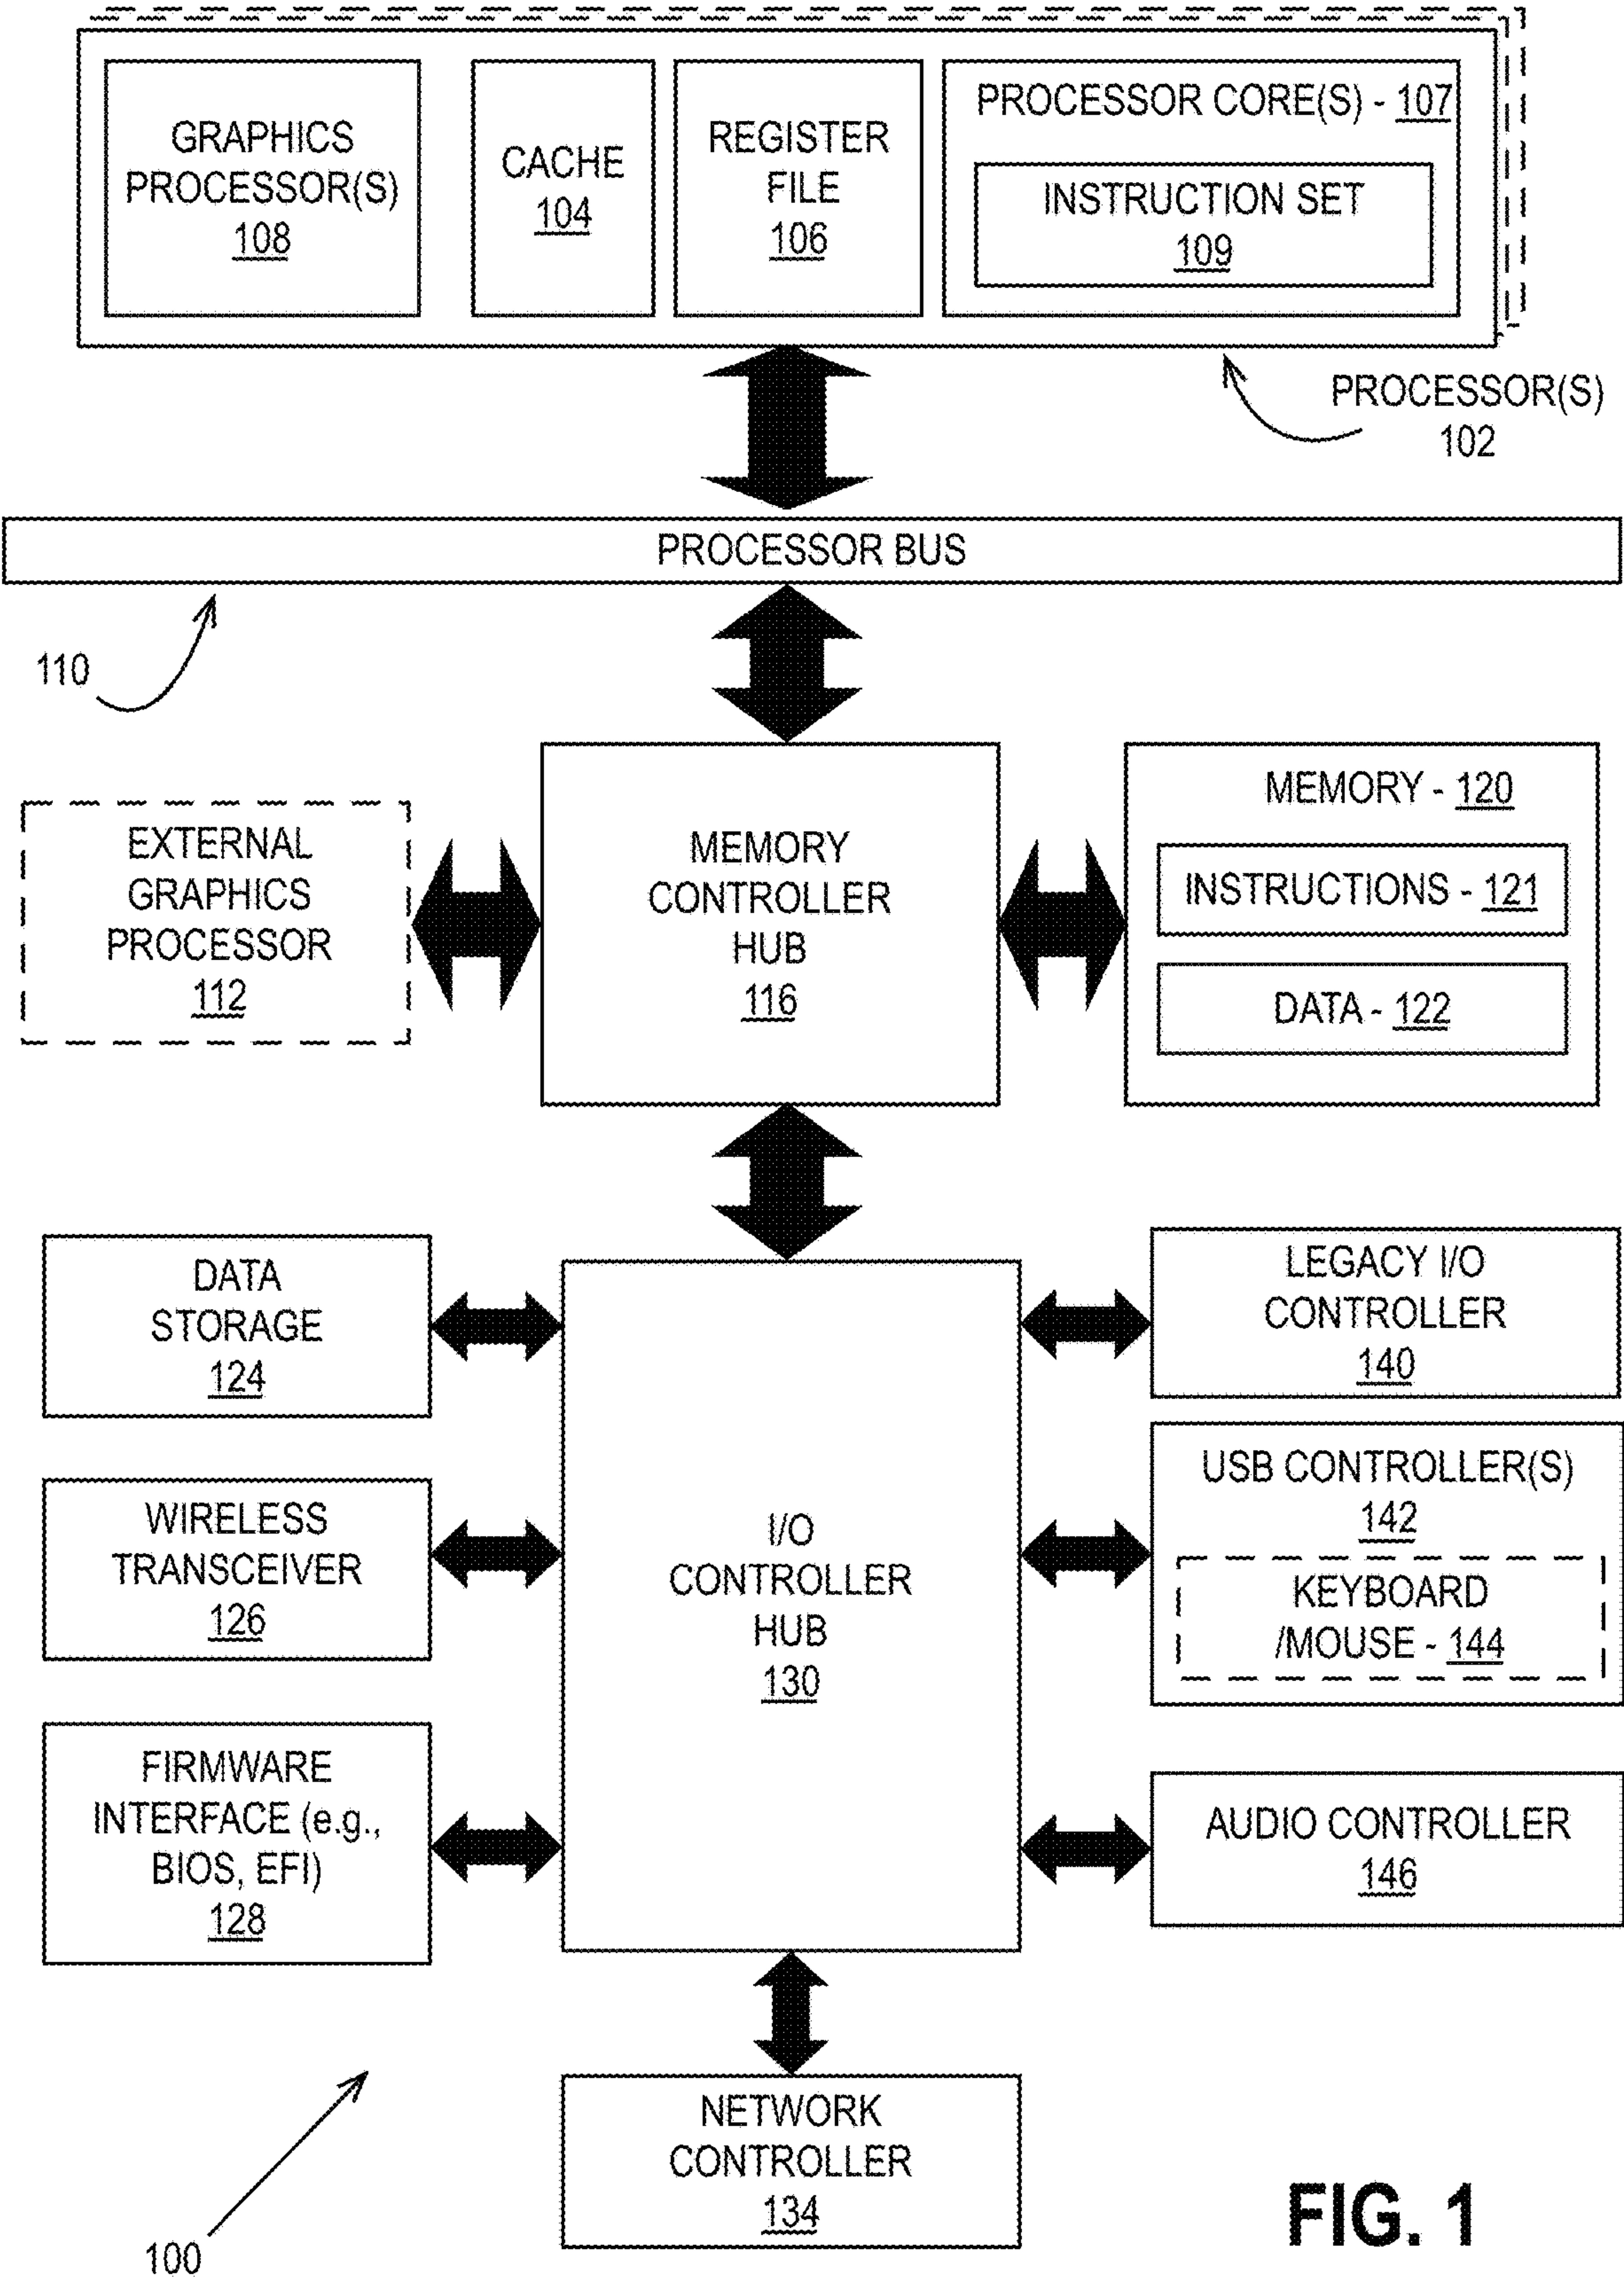 GRAPHICS
PROCESSOR(S)
108
CACHE
104
REGISTER
FILE
106
PROCESSOR CORE(S) - 107
INSTRUCTION SET
109
PROCESSOR(S)
102
PROCESSOR BUS
110
EXTERNAL
GRAPHICS
PROCESSOR
112
MEMORY
CONTROLLER
HUB
116
MEMORY - 120
INSTRUCTIONS - 121
DATA - 122
DATA
STORAGE
124
LEGACY I/O
CONTROLLER
140
WIRELESS
TRANSCEIVER
126
I/O
CONTROLLER
HUB
130
USB CONTROLLER(S)
142
KEYBOARD
/MOUSE - 144
FIRMWARE
INTERFACE (e.g.,
BIOS, EFI)
128
AUDIO CONTROLLER
146
NETWORK
CONTROLLER
134
100
FIG. 1